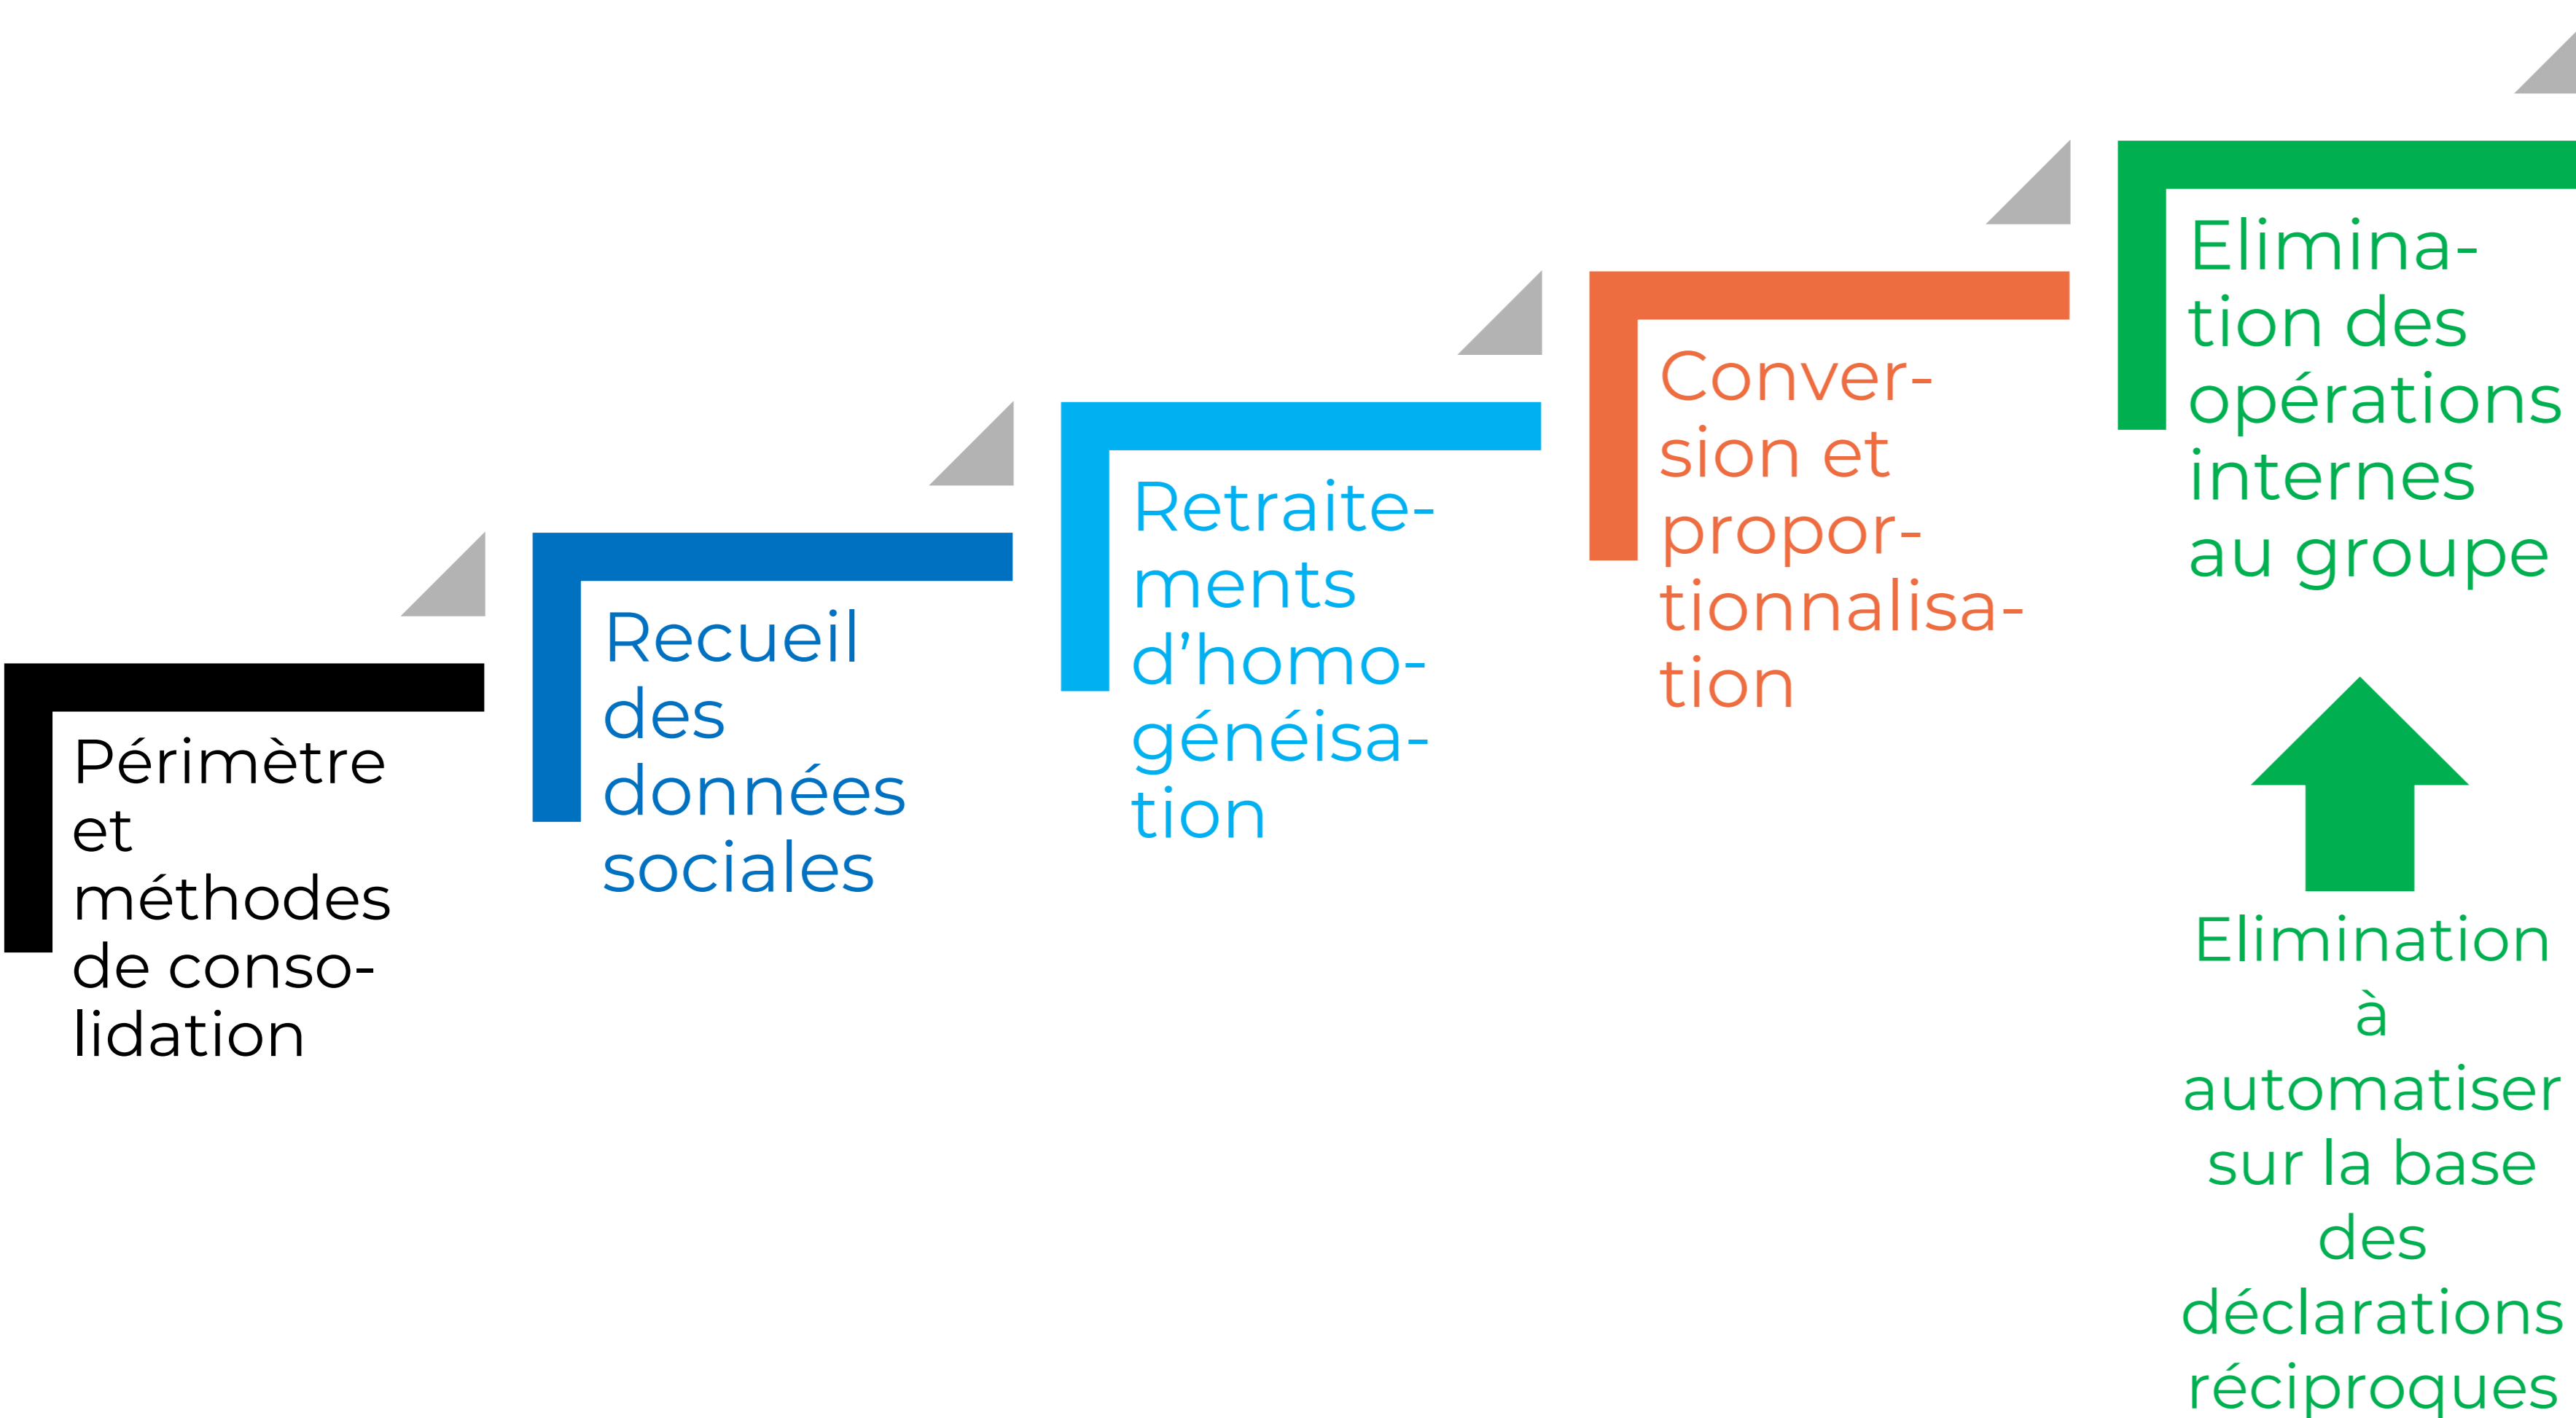 Périmètre
et
méthodes
de conso-
lidation
Recueil
des
données
sociales
Retraite-
ments
d’homo-
généisa-
tion
Conver-
sion et
propor-
tionnalisa-
tion
Elimina-
tion des
opérations
internes
au groupe
Elimination
à
automatiser
sur la base
des
déclarations
réciproques